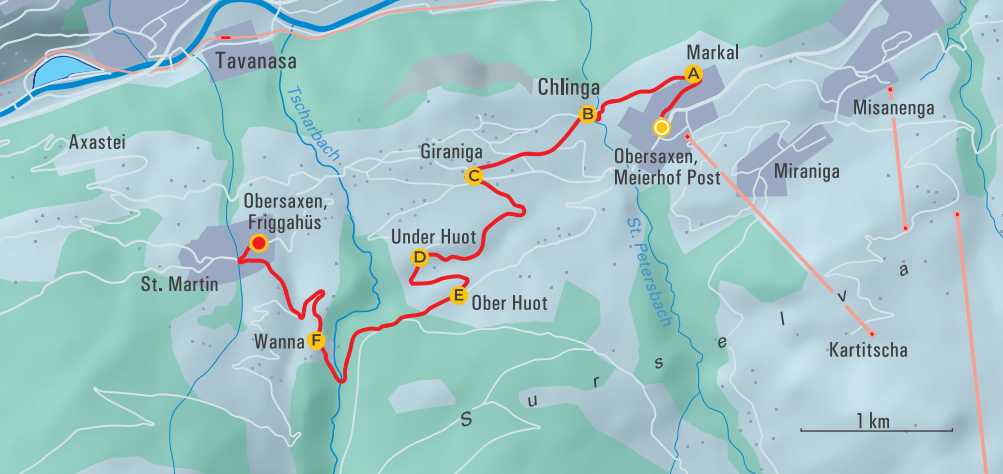 Markal
A
Tavanasa
Chlinga
B
Misanenga
Tscharbach
Axastei
Giraniga
C
Obersaxen,
Meierhof Post
Miraniga
Obersaxen,
Friggahüs
St. Petersbach
Under Huot
D
St. Martin
E
Ober Huot
Wanna
F
Kartitscha
Surselva
1 km